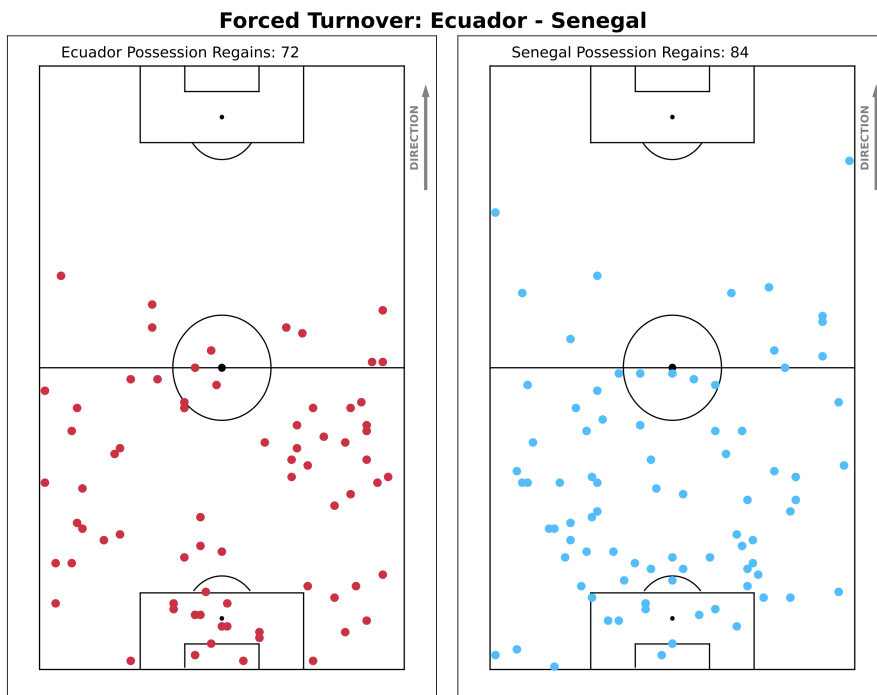 Forced Turnover: Ecuador - Senegal
Ecuador Possession Regains: 72
Senegal Possession Regains: 84
DIRECTION
DIRECTION